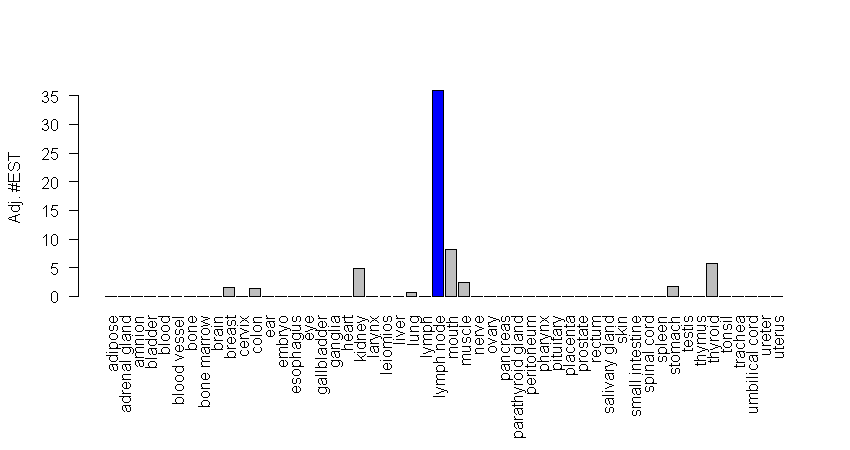 Adj. #EST
35
30
25
20
15
10
5
0
adipose
adrenal gland
amnion
bladder
blood
blood vessel
bone
bone marrow
brain
breast
cervix
colon
ear
embryo
esophagus
eye
gallbladder
ganglia
heart
kidney
larynx
leiomios
liver
lung
lymph
lymph node
mouth
muscle
nerve
ovary
pancreas
parathyroid gland
peritoneum
pharynx
pituitary
placenta
prostate
rectum
salivary gland
skin
small intestine
spinal cord
spleen
stomach
testis
thymus
thyroid
tonsil
trachea
umbilical cord
ureter
uterus